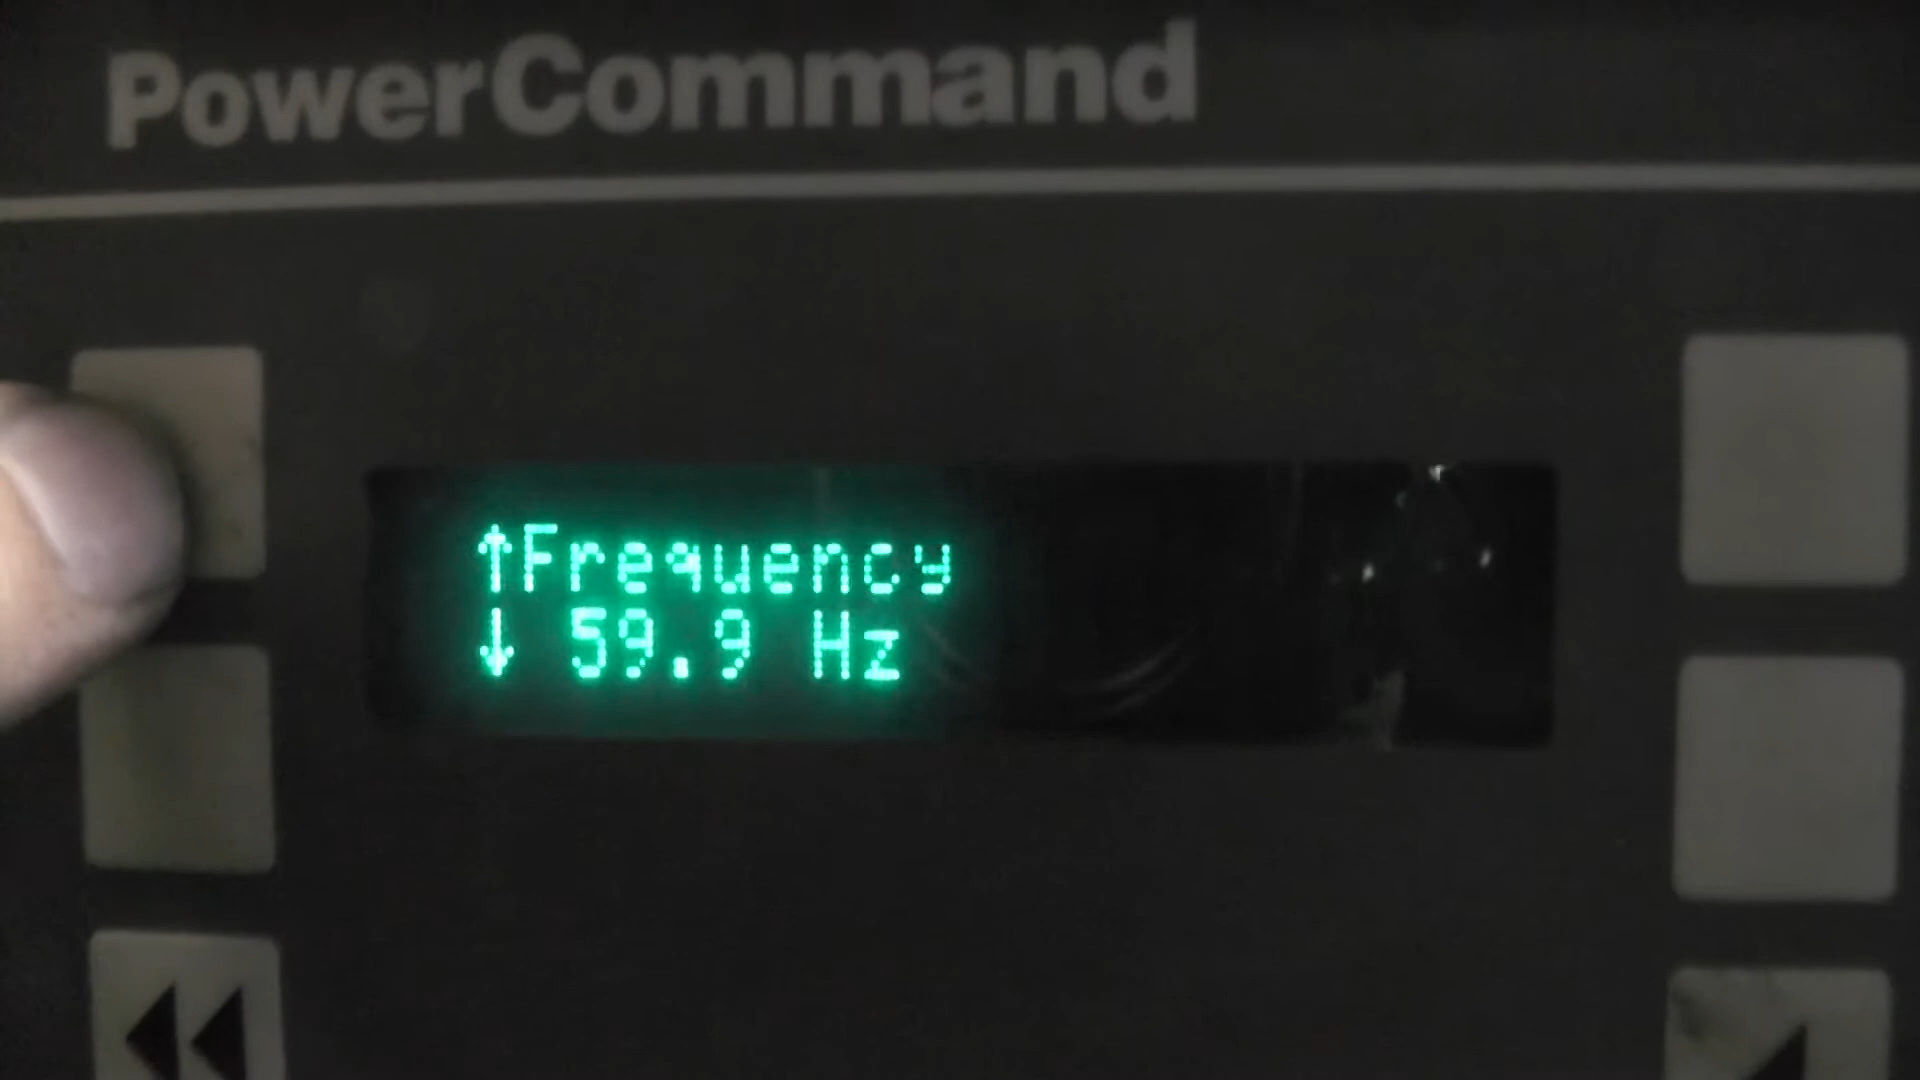 PowerCommand
↑Frequency
↓ 59.9 Hz